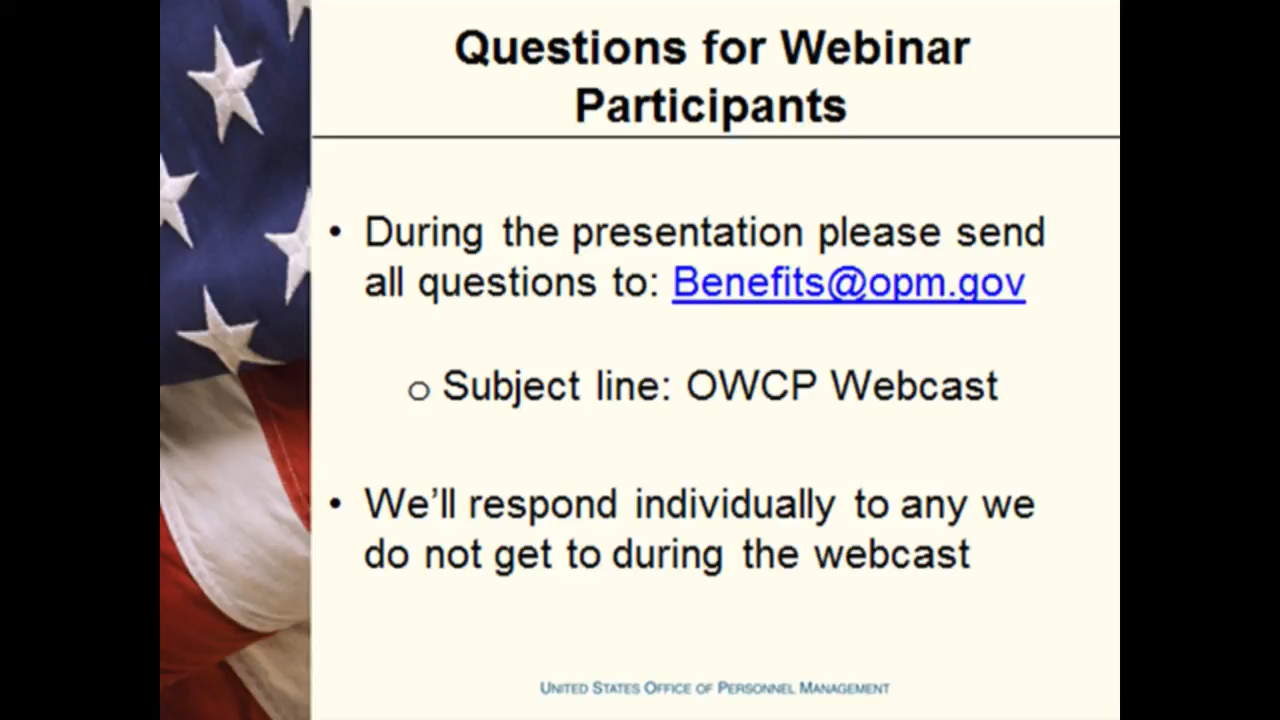 Questions for Webinar
Participants
• During the presentation please send
all questions to: Benefits@opm.gov
o Subject line: OWCP Webcast
• We'll respond individually to any we
do not get to during the webcast
UNITED STATES OFFICE OF PERSONNEL MANAGEMENT